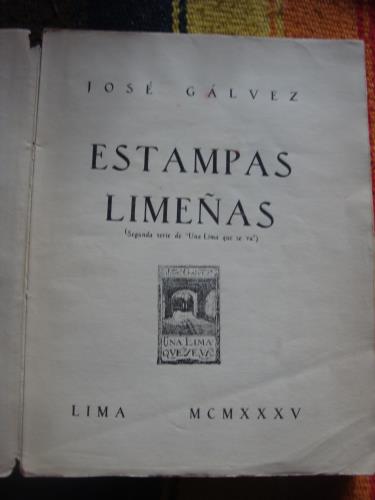 JOSÉ GÁLVEZ
ESTAMPAS
LIMEÑAS
(Segunda serie de "Una Lima que se va")
UNA LIMA
QUE SE VA
LIMA MCMXXXV